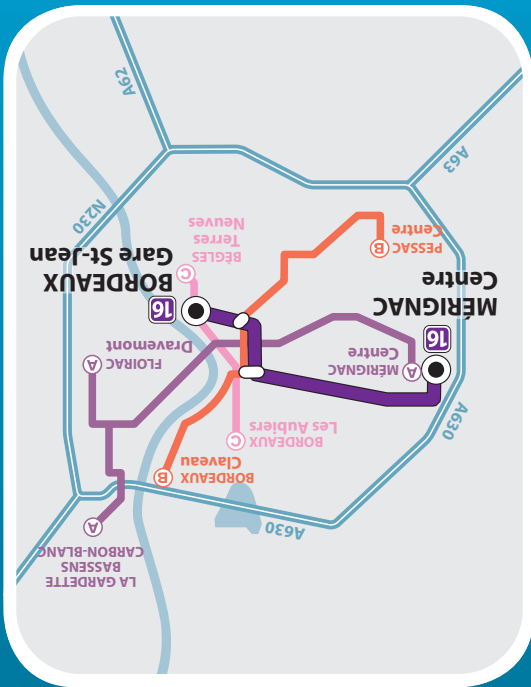 LA GARDETTE
BASSENS
CARBON-BLANC
A
A630
BORDEAUX
Claveau
B
BORDEAUX
Les Aubiers
C
A630
MÉRIGNAC
Centre
A
FLOIRAC
Dravemont
A
16
MÉRIGNAC
Centre
16
BORDEAUX
Gare St-Jean
C
BÈGLES
Terres
Neuves
B
PESSAC
Centre
N230
A63
A62